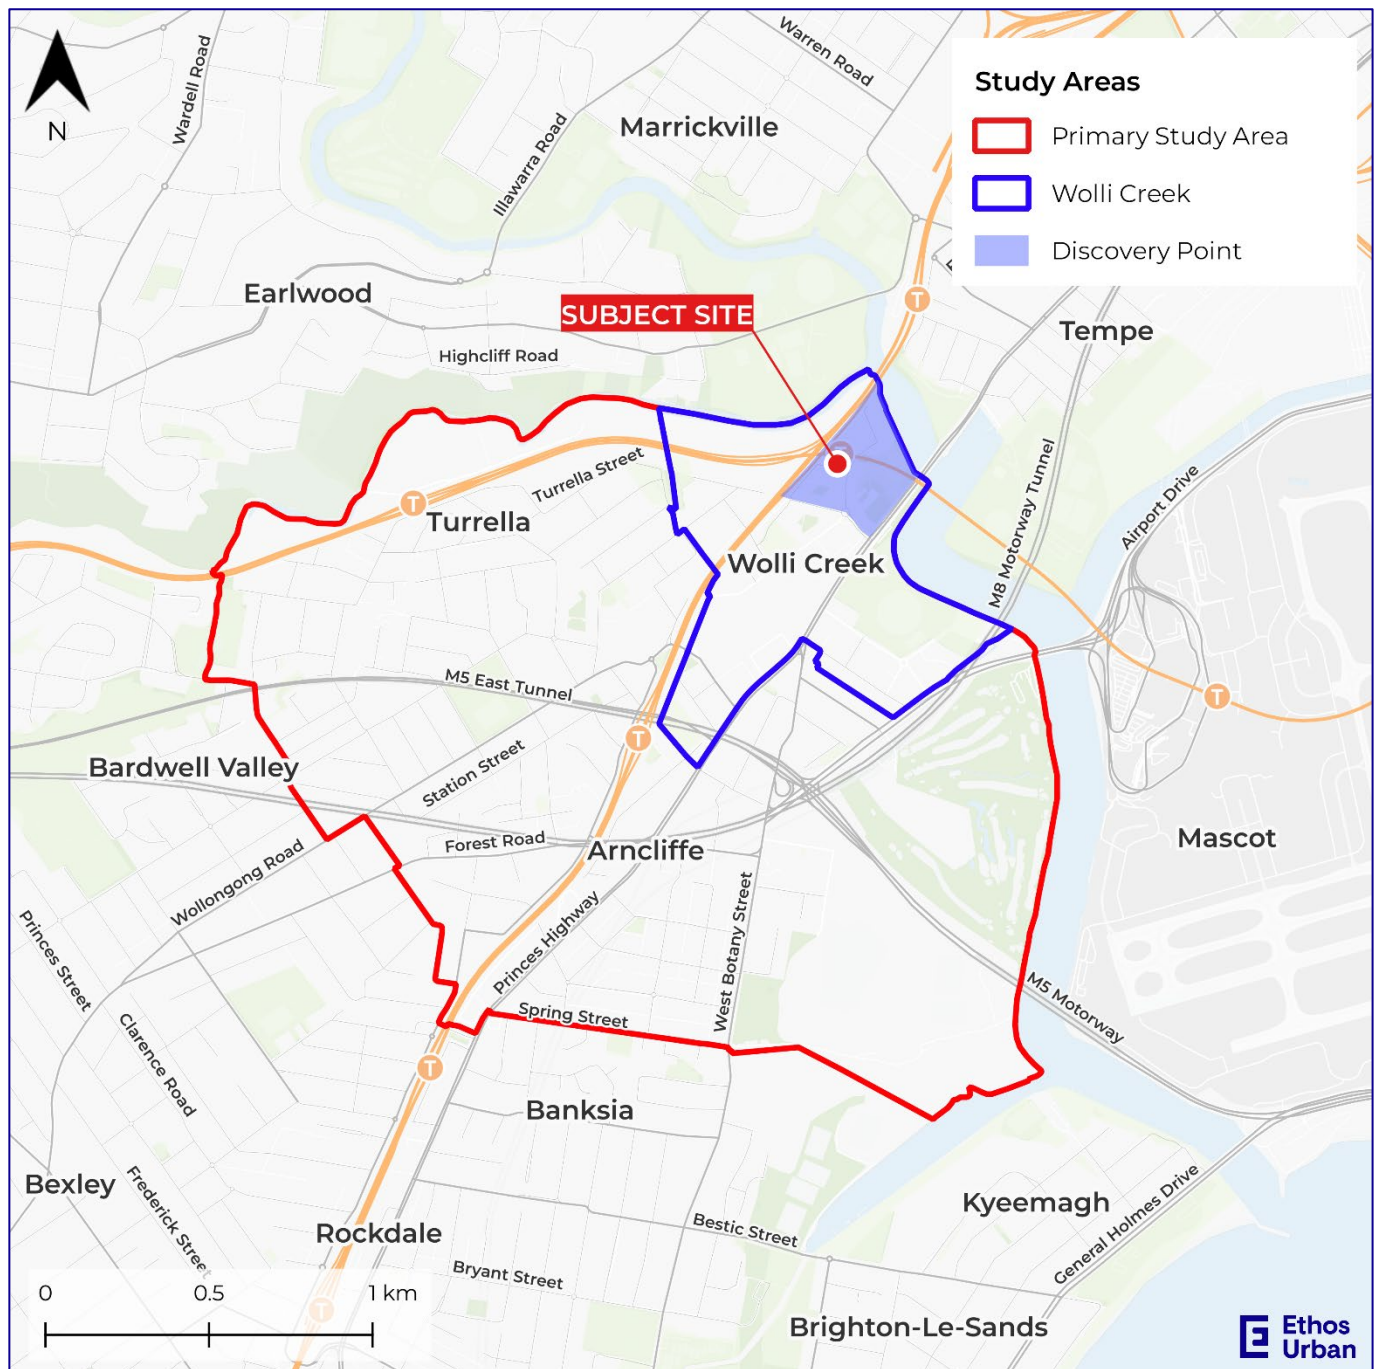 Warren Road
Wardell Road
Study Areas
N
Marrickville
Primary Study Area
Illawarra Road
Wolli Creek
Discovery Point
Earlwood
T
SUBJECT SITE
Tempe
Highcliff Road
Turrella Street
T
Turrella
M8 Motorway Tunnel
Airport Drive
Wolli Creek
M5 East Tunnel
T
T
Bardwell Valley
Station Street
Forest Road
Arncliffe
Mascot
Wollongong Road
West Botany Street
Princes Street
Princes Highway
M5 Motorway
Clarence Road
Spring Street
T
Banksia
Bexley
Frederick Street
Kyeemagh
Rockdale
Bestic Street
General Holmes Drive
Bryant Street
0 0.5 1 km
T
Brighton-Le-Sands
Ethos
Urban